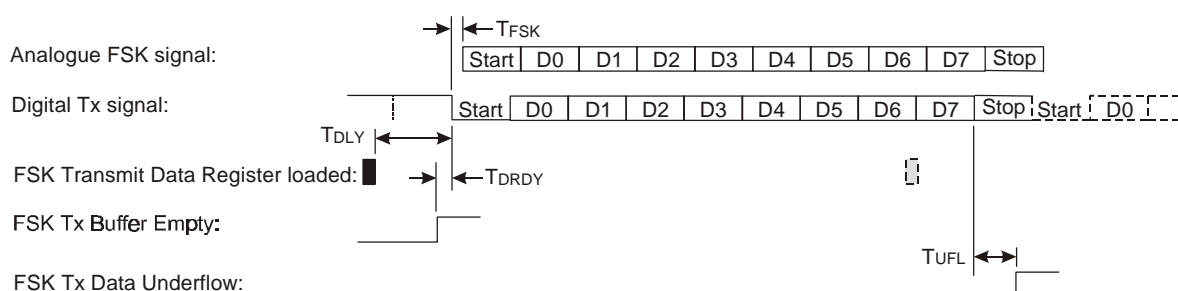 TFSK
Analogue FSK signal:
Start D0 D1 D2 D3 D4 D5 D6 D7 Stop
Digital Tx signal:
Start D0 D1 D2 D3 D4 D5 D6 D7 Stop Start D0
TDLY
FSK Transmit Data Register loaded:
TDRDY
FSK Tx Buffer Empty:
TUFL
FSK Tx Data Underflow: